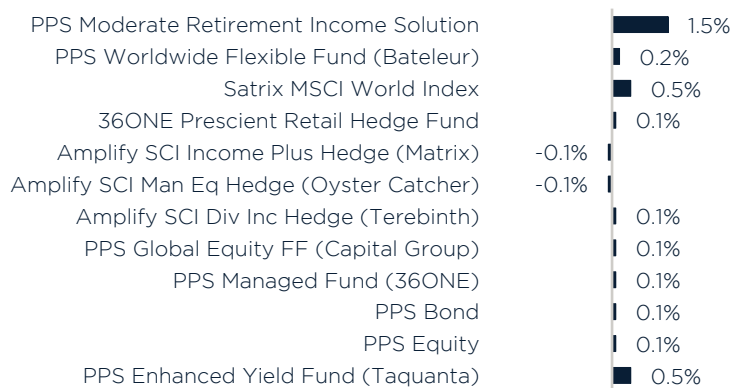 PPS Moderate Retirement Income Solution 1.5%
PPS Worldwide Flexible Fund (Bateleur) 0.2%
Satrix MSCI World Index 0.5%
36ONE Prescient Retail Hedge Fund 0.1%
Amplify SCI Income Plus Hedge (Matrix) -0.1%
Amplify SCI Man Eq Hedge (Oyster Catcher) -0.1%
Amplify SCI Div Inc Hedge (Terebinth) 0.1%
PPS Global Equity FF (Capital Group) 0.1%
PPS Managed Fund (36ONE) 0.1%
PPS Bond 0.1%
PPS Equity 0.1%
PPS Enhanced Yield Fund (Taquanta) 0.5%